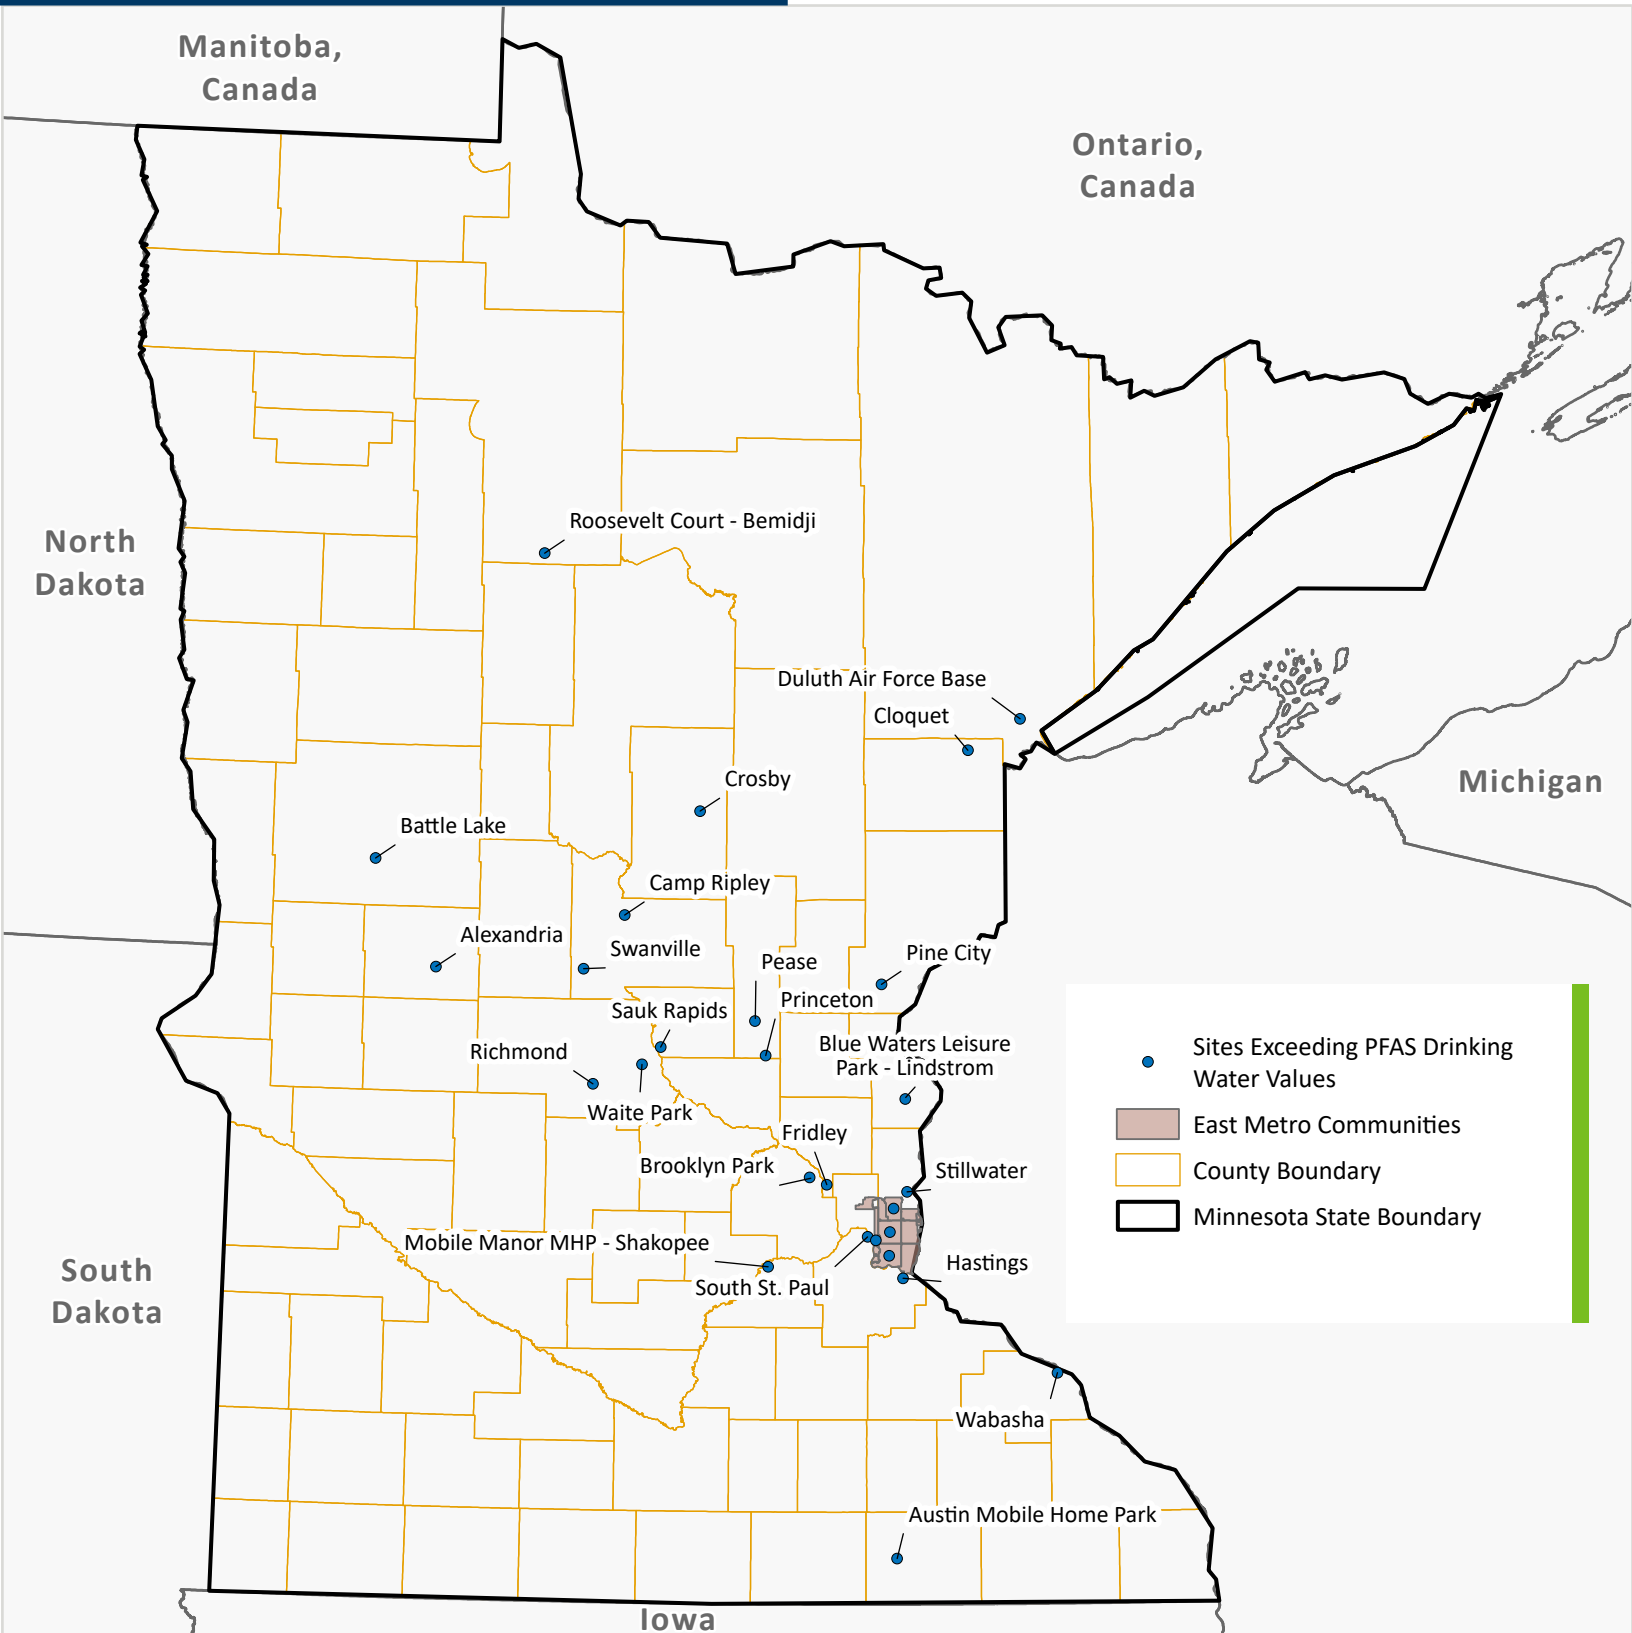 Manitoba,
Canada
Ontario,
Canada
North
Dakota
Roosevelt Court - Bemidji
Duluth Air Force Base
Cloquet
Crosby
Michigan
Battle Lake
Camp Ripley
Alexandria
Swanville
Pease
Pine City
Princeton
Sauk Rapids
Richmond
Blue Waters Leisure
Park - Lindstrom
Waite Park
Fridley
Brooklyn Park
Stillwater
Mobile Manor MHP - Shakopee
South St. Paul
Hastings
South
Dakota
Wabasha
Austin Mobile Home Park
Iowa
Sites Exceeding PFAS Drinking
Water Values
East Metro Communities
County Boundary
Minnesota State Boundary